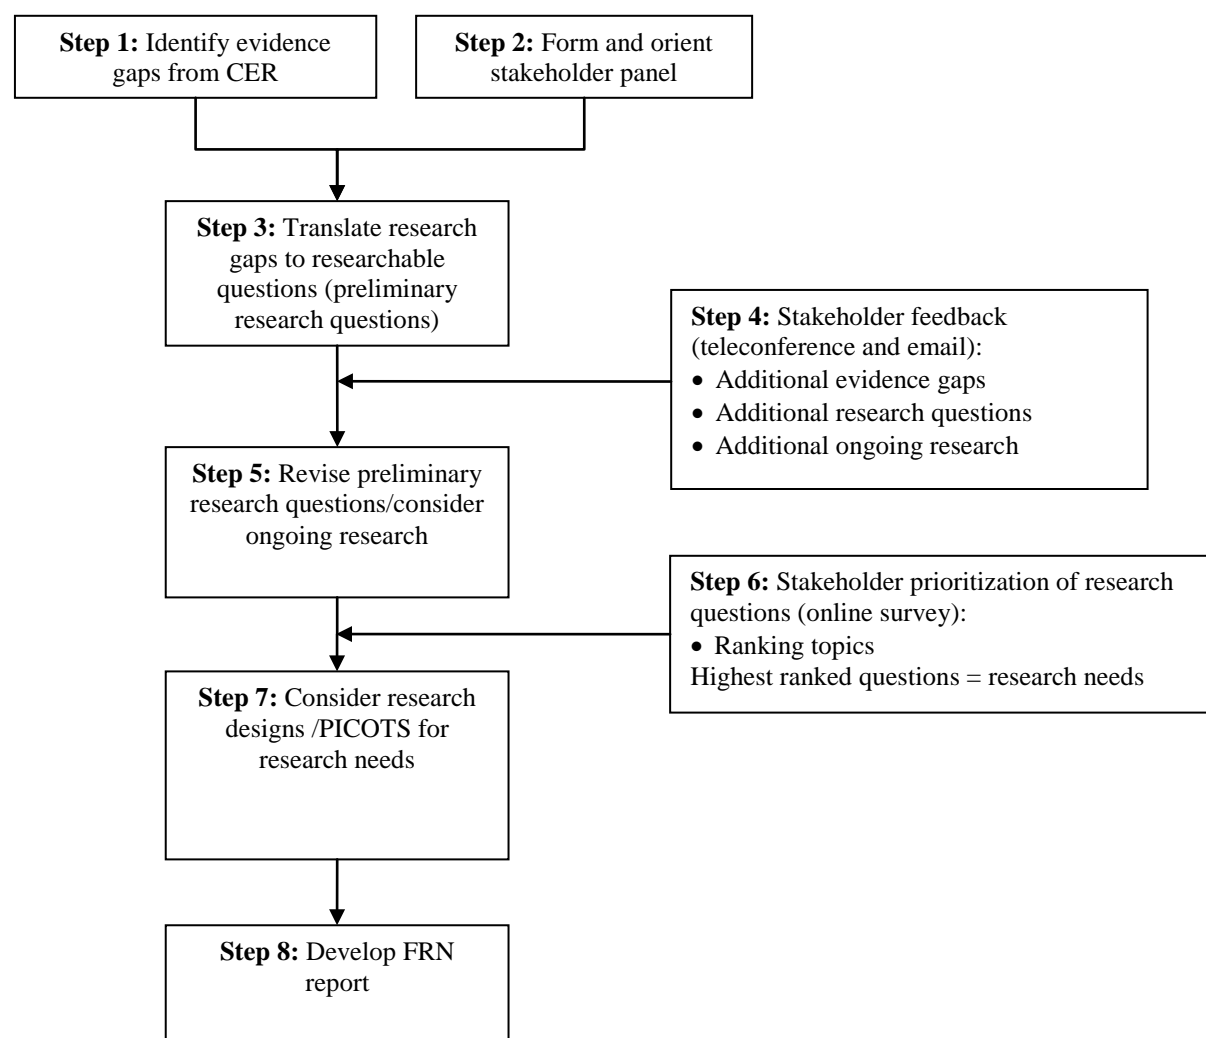 Step 1: Identify evidence
gaps from CER
Step 2: Form and orient
stakeholder panel
Step 3: Translate research
gaps to researchable
questions (preliminary
research questions)
Step 4: Stakeholder feedback
(teleconference and email):
• Additional evidence gaps
• Additional research questions
• Additional ongoing research
Step 5: Revise preliminary
research questions/consider
ongoing research
Step 6: Stakeholder prioritization of research
questions (online survey):
• Ranking topics
Highest ranked questions = research needs
Step 7: Consider research
designs /PICOTS for
research needs
Step 8: Develop FRN
report